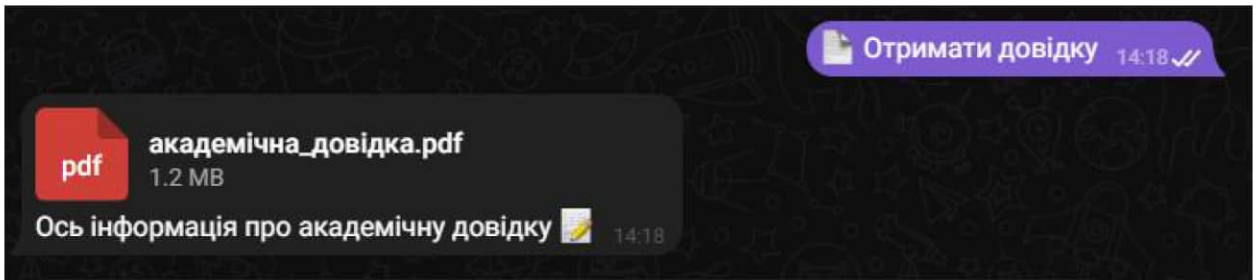 📄 Отримати довідку 14:18
академічна_довідка.pdf
pdf
1.2 MB
Ось інформація про академічну довідку 📝 14:18